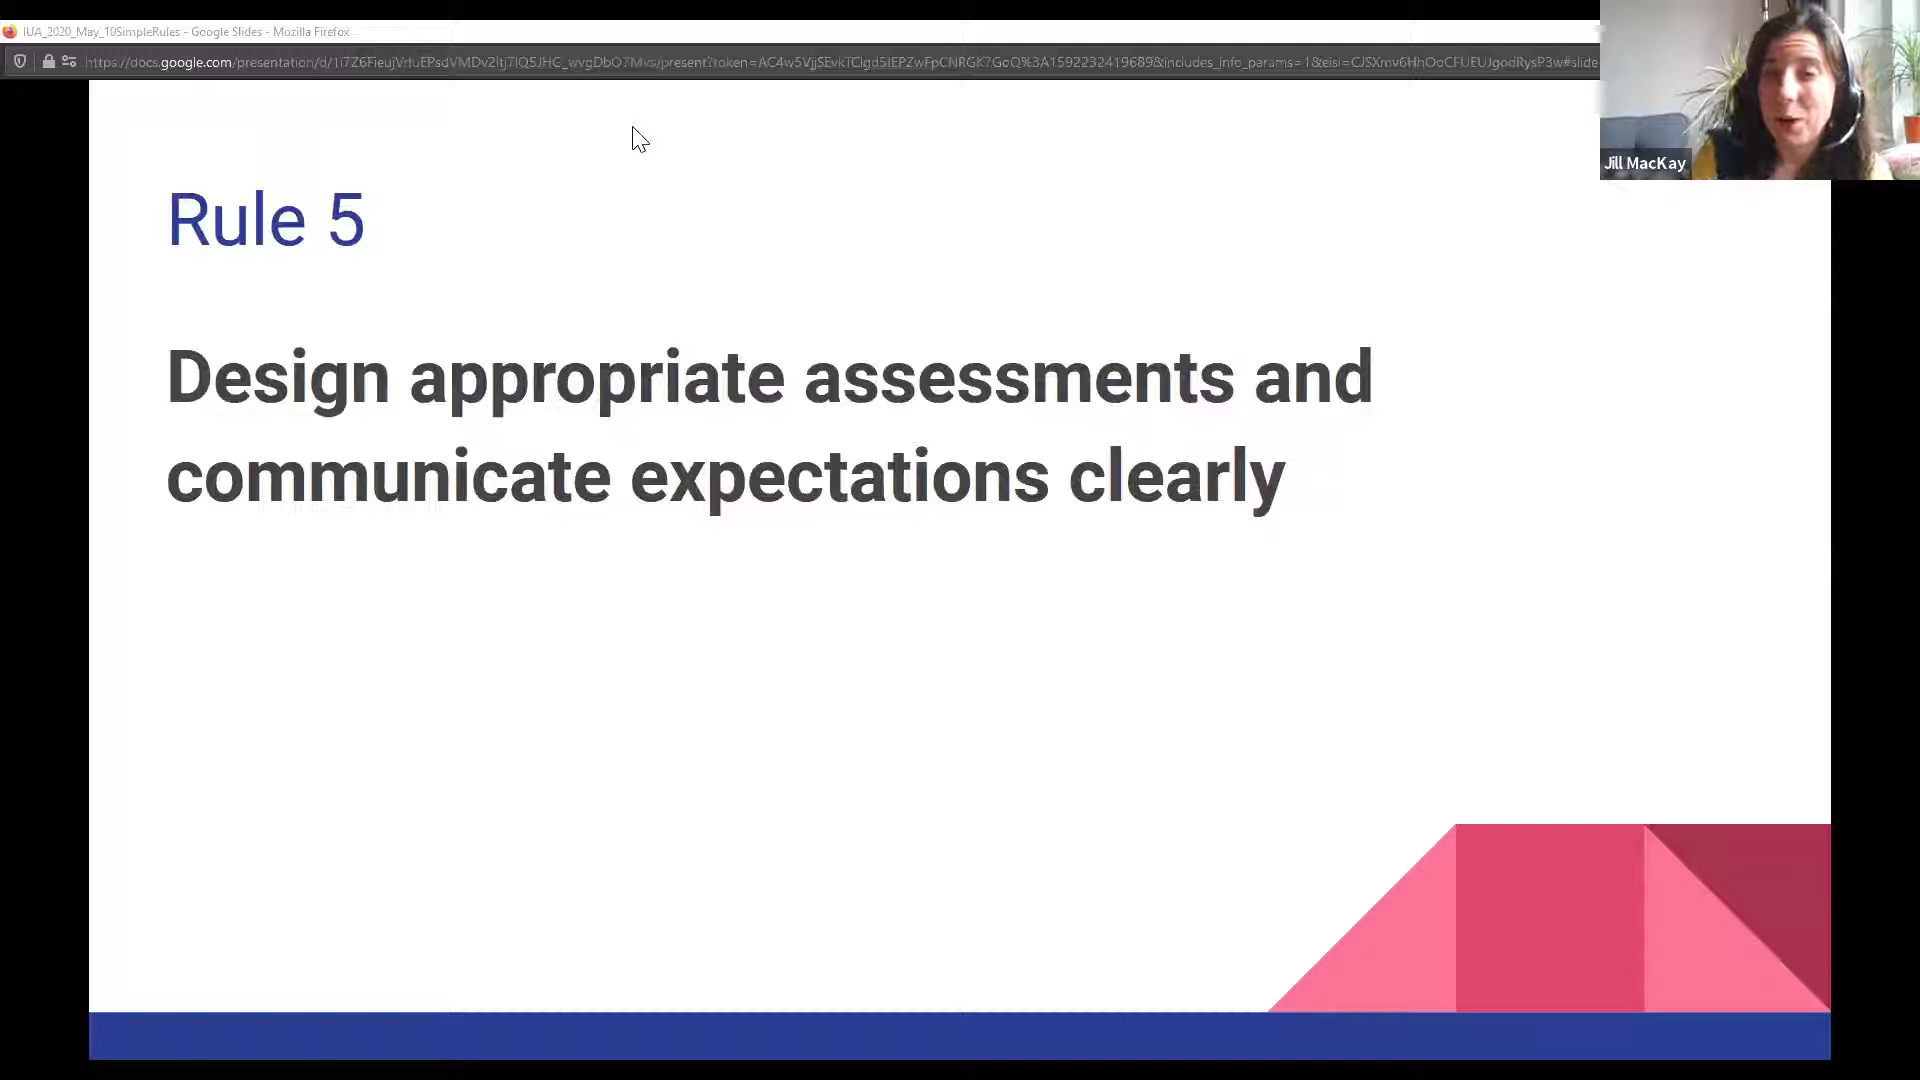 IUA_2020_May_10SimpleRules - Google Slides - Mozilla Firefox
Jill MacKay
Rule 5
Design appropriate assessments and
communicate expectations clearly